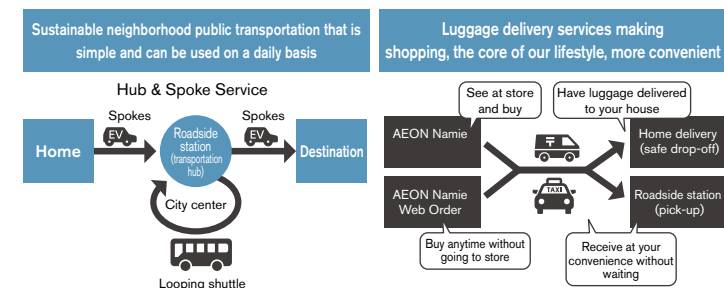 Sustainable neighborhood public transportation that is
simple and can be used on a daily basis
Hub & Spoke Service
Spokes
Spokes
EV
EV
Home
Roadside
station
(transportation
hub)
Destination
City center
Looping shuttle
Luggage delivery services making
shopping, the core of our lifestyle, more convenient
See at store
and buy
Have luggage delivered
to your house
AEON Namie
〒
Home delivery
(safe drop-off)
TAXI
AEON Namie
Web Order
Roadside station
(pick-up)
Buy anytime without
going to store
Receive at your
convenience without
waiting